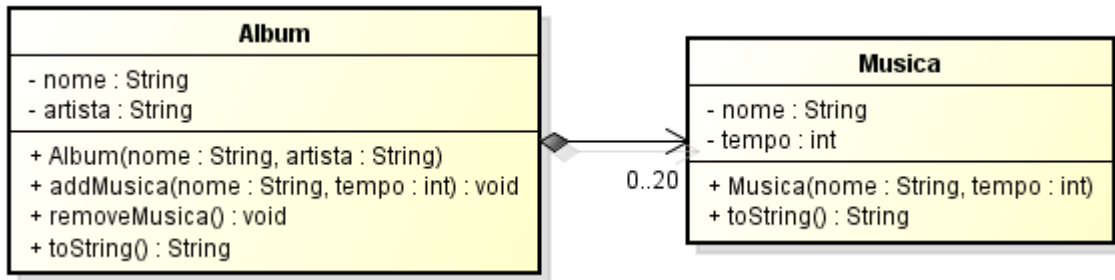 Album
- nome : String
- artista : String
+ Album(nome : String, artista : String)
+ addMusica(nome : String, tempo : int) : void
+ removeMusica() : void
+ toString() : String
0..20
Musica
- nome : String
- tempo : int
+ Musica(nome : String, tempo : int)
+ toString() : String